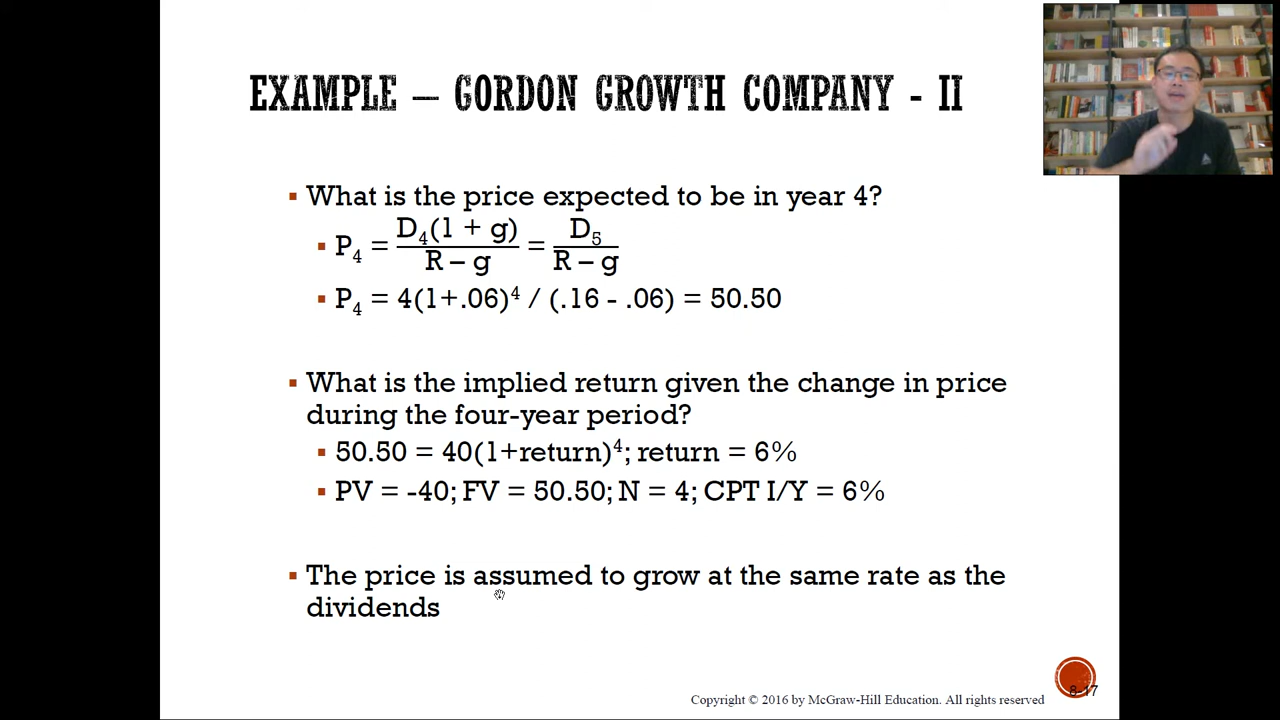 EXAMPLE – GORDON GROWTH COMPANY - II
▪ What is the price expected to be in year 4?
▪ P₄ = D₄(1 + g) / R – g = D₅ / R – g
▪ P₄ = 4(1+.06)⁴ / (.16 - .06) = 50.50
▪ What is the implied return given the change in price
during the four-year period?
▪ 50.50 = 40(1+return)⁴; return = 6%
▪ PV = -40; FV = 50.50; N = 4; CPT I/Y = 6%
▪ The price is assumed to grow at the same rate as the
dividends
8-17
Copyright © 2016 by McGraw-Hill Education. All rights reserved